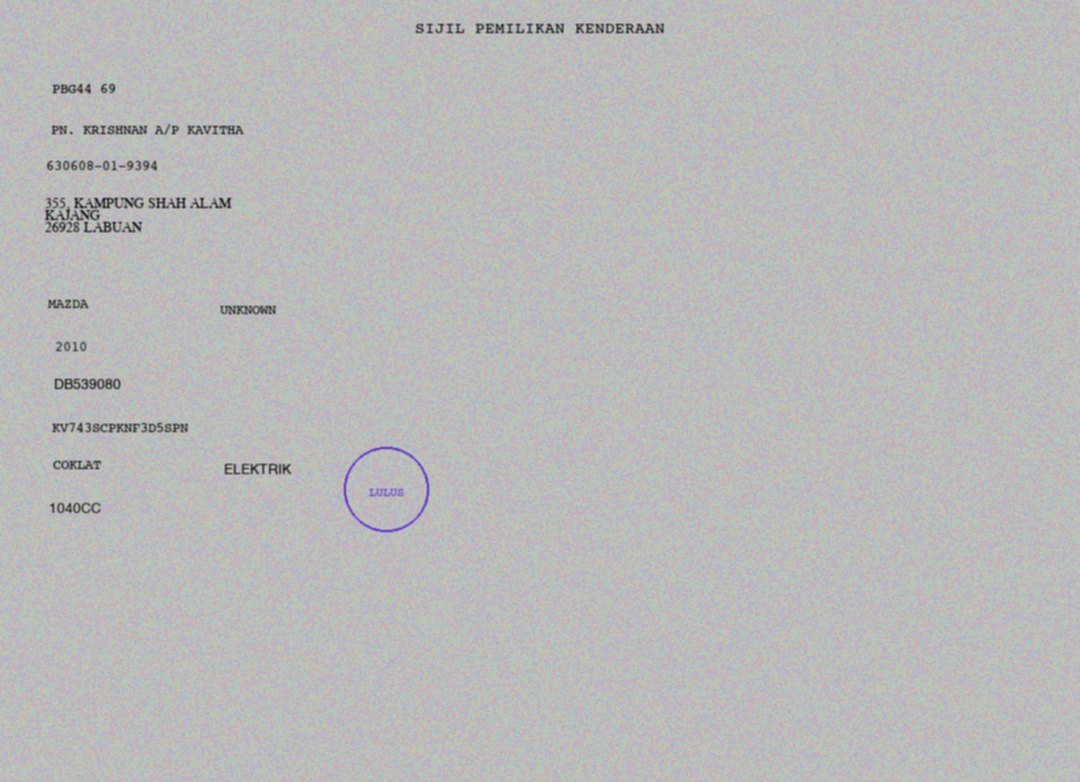 SIJIL PEMILIKAN KENDERAAN
PBG44 69
PN. KRISHNAN A/P KAVITHA
630608-01-9394
355, KAMPUNG SHAH ALAM
KAJANG
26928 LABUAN
MAZDA UNKNOWN
2010
DB539080
KV743SCPKNF3D5SPN
COKLAT ELEKTRIK
LULUS
1040CC